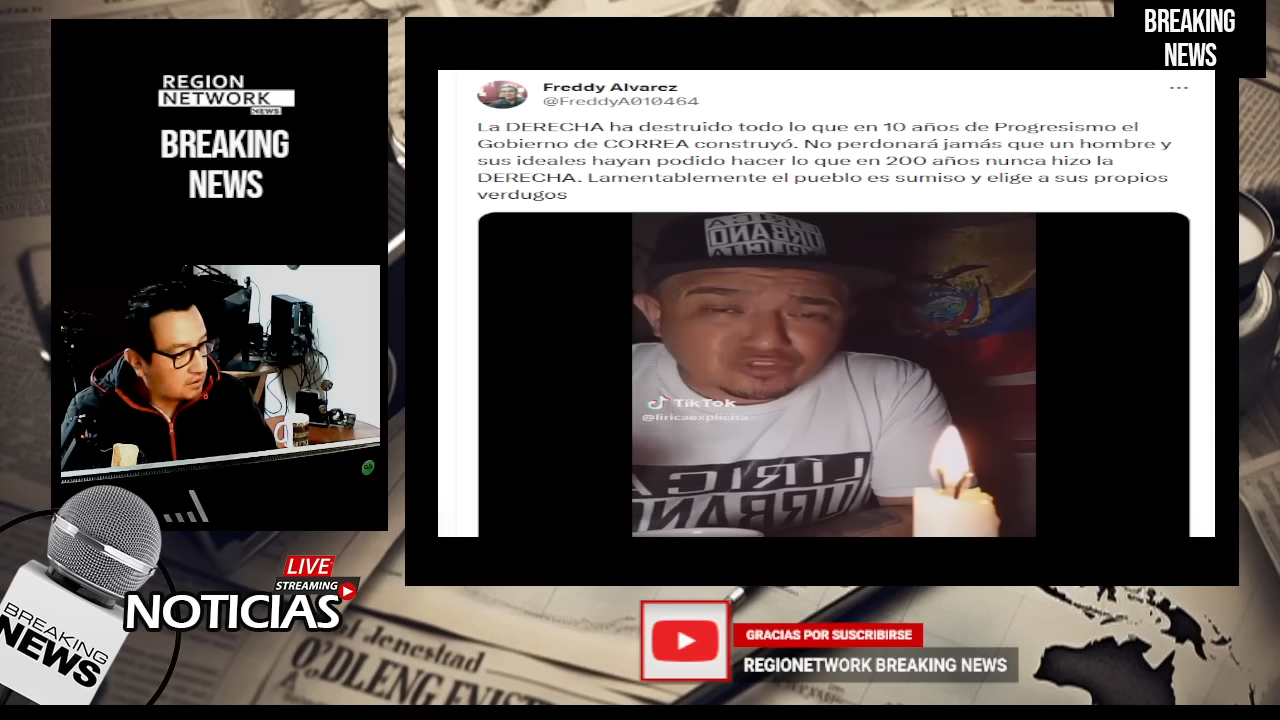 BREAKING
NEWS
REGION
NETWORK
NEWS
BREAKING
NEWS
Freddy Alvarez
@FreddyA010464
La DERECHA ha destruido todo lo que en 10 años de Progresismo el
Gobierno de CORREA construyó. No perdonará jamás que un hombre y
sus ideales hayan podido hacer lo que en 200 años nunca hizo la
DERECHA. Lamentablemente el pueblo es sumiso y elige a sus propios
verdugos
URBANO
TikTok
@liricaexplicita
LIRICA
URBANO
LIVE
STREAMING
NOTICIAS
BREAKING
NEWS
GRACIAS POR SUSCRIBIRSE
REGIONETWORK BREAKING NEWS